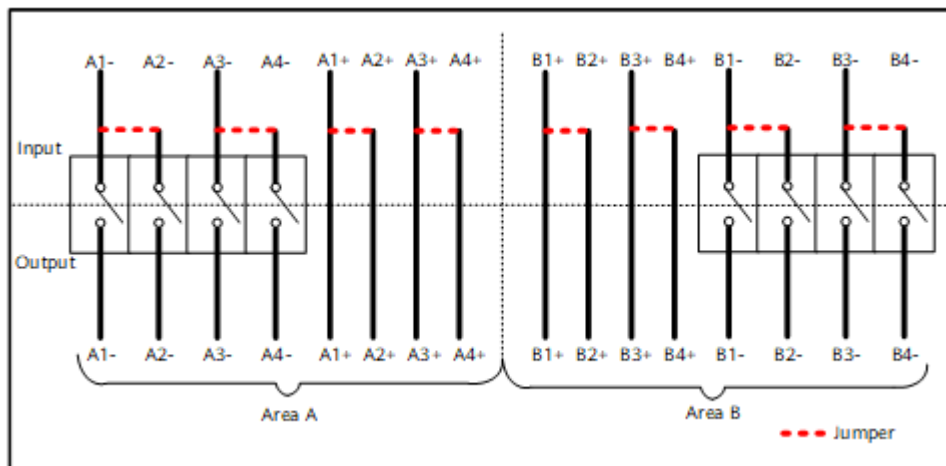 A1- A2- A3- A4- A1+ A2+ A3+ A4+ B1+ B2+ B3+ B4+ B1- B2- B3- B4-
Input
Output
A1- A2- A3- A4- A1+ A2+ A3+ A4+ B1+ B2+ B3+ B4+ B1- B2- B3- B4-
Area A Area B
Jumper